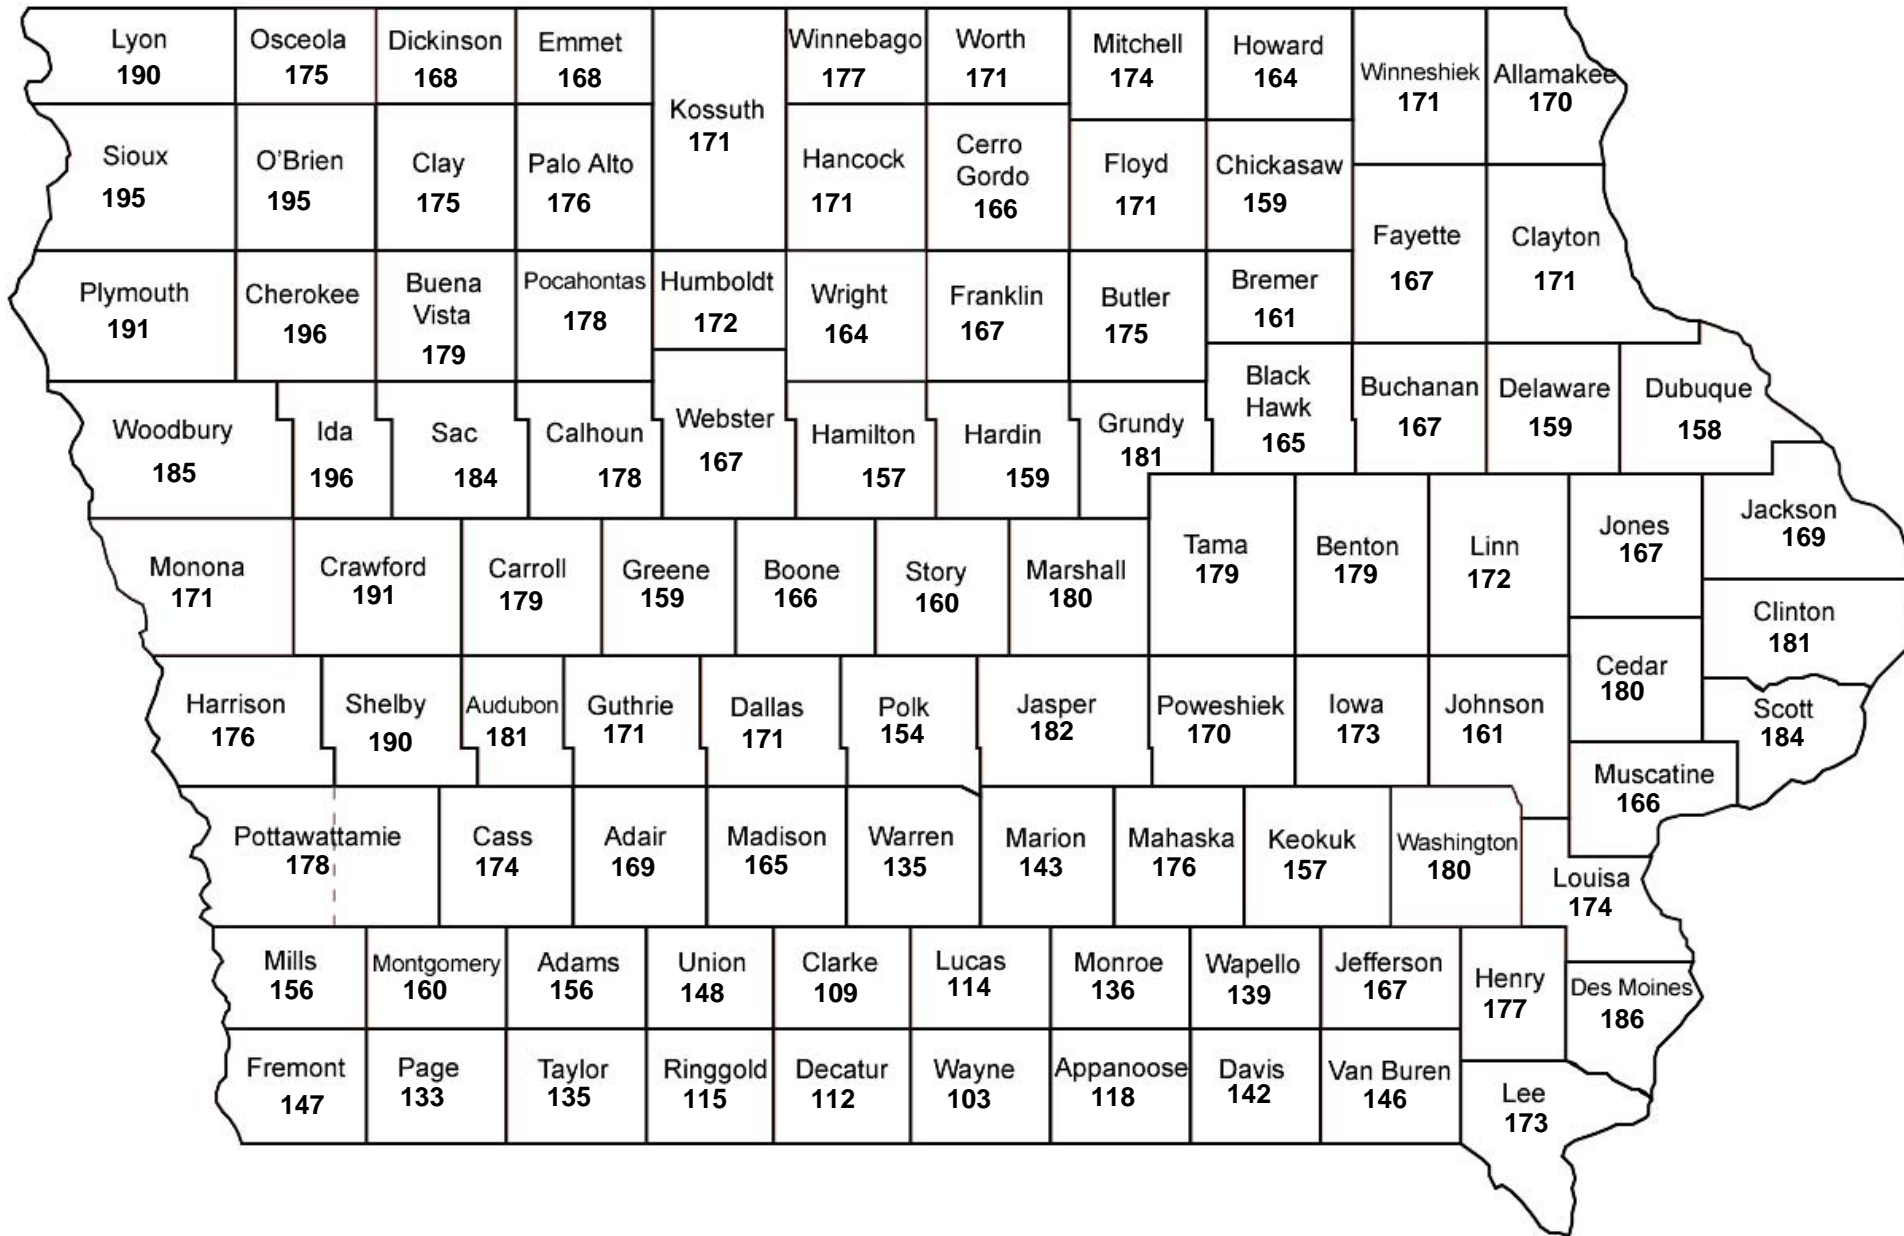 Lyon
190
Osceola
175
Dickinson
168
Emmet
168
Kossuth
171
Winnebago
177
Worth
171
Mitchell
174
Howard
164
Winneshiek
171
Allamakee
170
Sioux
195
O'Brien
195
Clay
175
Palo Alto
176
Hancock
171
Cerro
Gordo
166
Floyd
171
Chickasaw
159
Fayette
167
Clayton
171
Plymouth
191
Cherokee
196
Buena
Vista
179
Pocahontas
178
Humboldt
172
Wright
164
Franklin
167
Butler
175
Bremer
161
Woodbury
185
Ida
196
Sac
184
Calhoun
178
Webster
167
Hamilton
157
Hardin
159
Grundy
181
Black
Hawk
165
Buchanan
167
Delaware
159
Dubuque
158
Monona
171
Crawford
191
Carroll
179
Greene
159
Boone
166
Story
160
Marshall
180
Tama
179
Benton
179
Linn
172
Jones
167
Jackson
169
Clinton
181
Harrison
176
Shelby
190
Audubon
181
Guthrie
171
Dallas
171
Polk
154
Jasper
182
Poweshiek
170
Iowa
173
Johnson
161
Cedar
180
Scott
184
Muscatine
166
Pottawattamie
178
Cass
174
Adair
169
Madison
165
Warren
135
Marion
143
Mahaska
176
Keokuk
157
Washington
180
Louisa
174
Mills
156
Montgomery
160
Adams
156
Union
148
Clarke
109
Lucas
114
Monroe
136
Wapello
139
Jefferson
167
Henry
177
Des Moines
186
Fremont
147
Page
133
Taylor
135
Ringgold
115
Decatur
112
Wayne
103
Appanoose
118
Davis
142
Van Buren
146
Lee
173